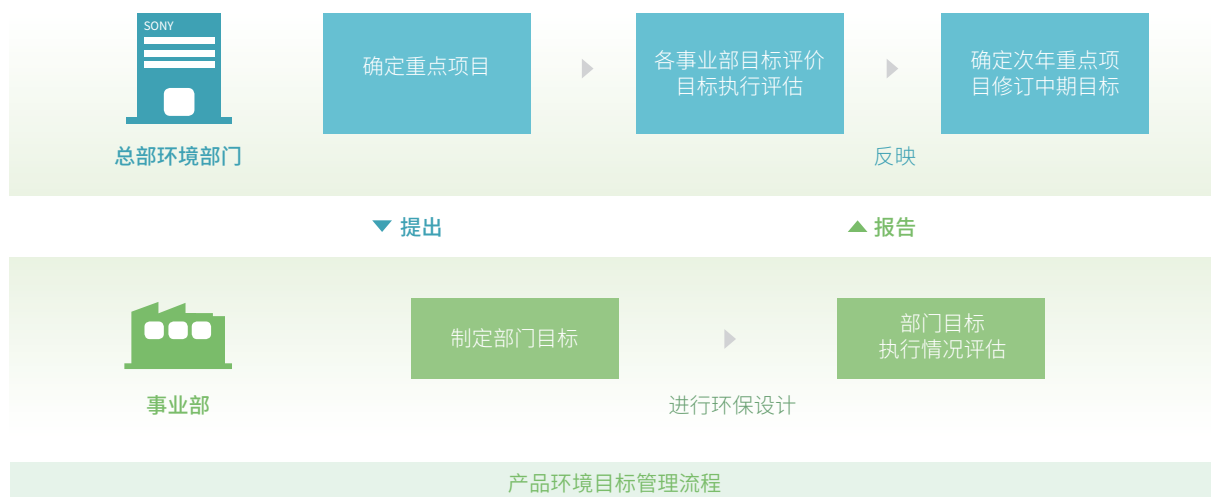 SONY
确定重点项目
各事业部目标评价
目标执行评估
确定次年重点项
目修订中期目标
总部环境部门
反映
提出
报告
制定部门目标
部门目标
执行情况评估
事业部
进行环保设计
产品环境目标管理流程